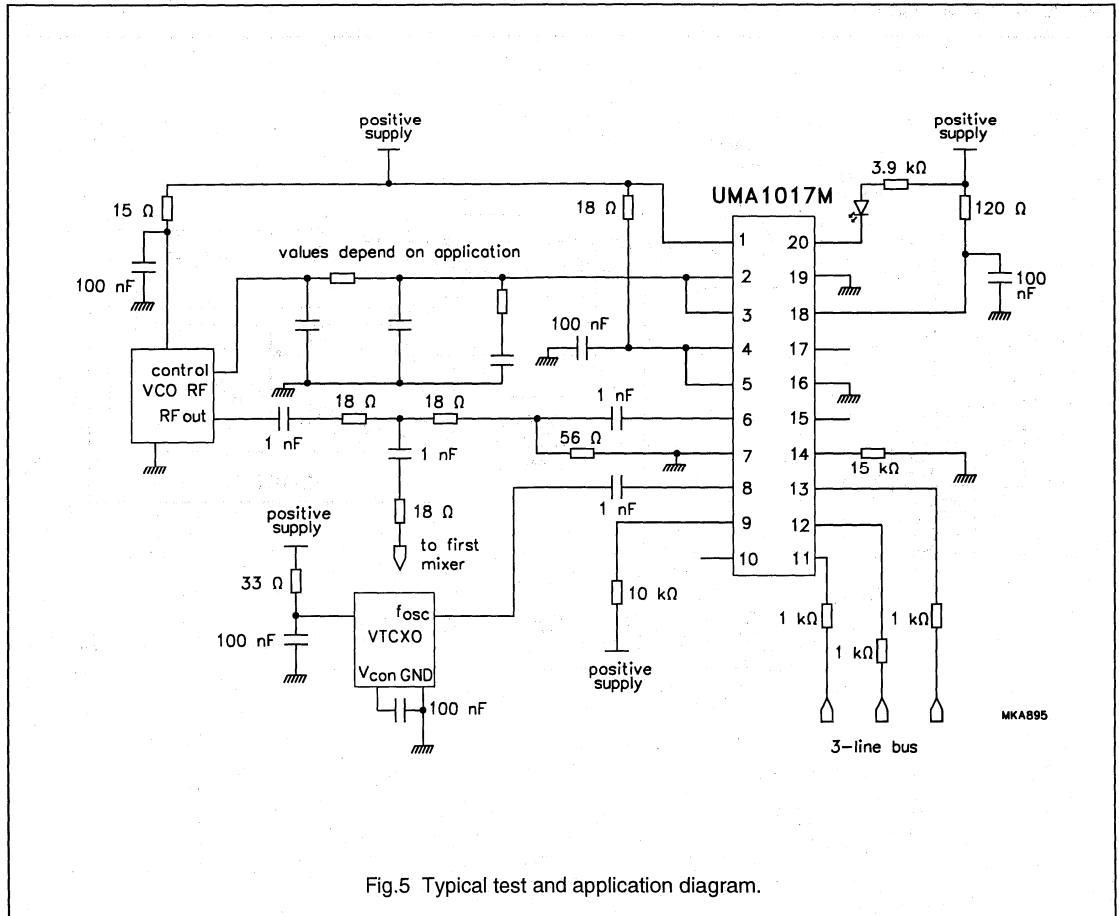 positive
supply
positive
supply
3.9 kΩ
UMA1017M
15 Ω
18 Ω
120 Ω
1
20
values depend on application
100 nF
2
19
100
nF
3
18
100 nF
4
17
control
VCO RF
RF out
5
16
18 Ω
18 Ω
1 nF
6
15
1 nF
56 Ω
1 nF
7
14
15 kΩ
8
13
1 nF
positive
supply
18 Ω
9
12
to first
mixer
10
11
33 Ω
fosc
VTCXO
Vcon GND
10 kΩ
1 kΩ
1 kΩ
1 kΩ
100 nF
positive
supply
100 nF
MKA895
3-line bus
Fig.5 Typical test and application diagram.